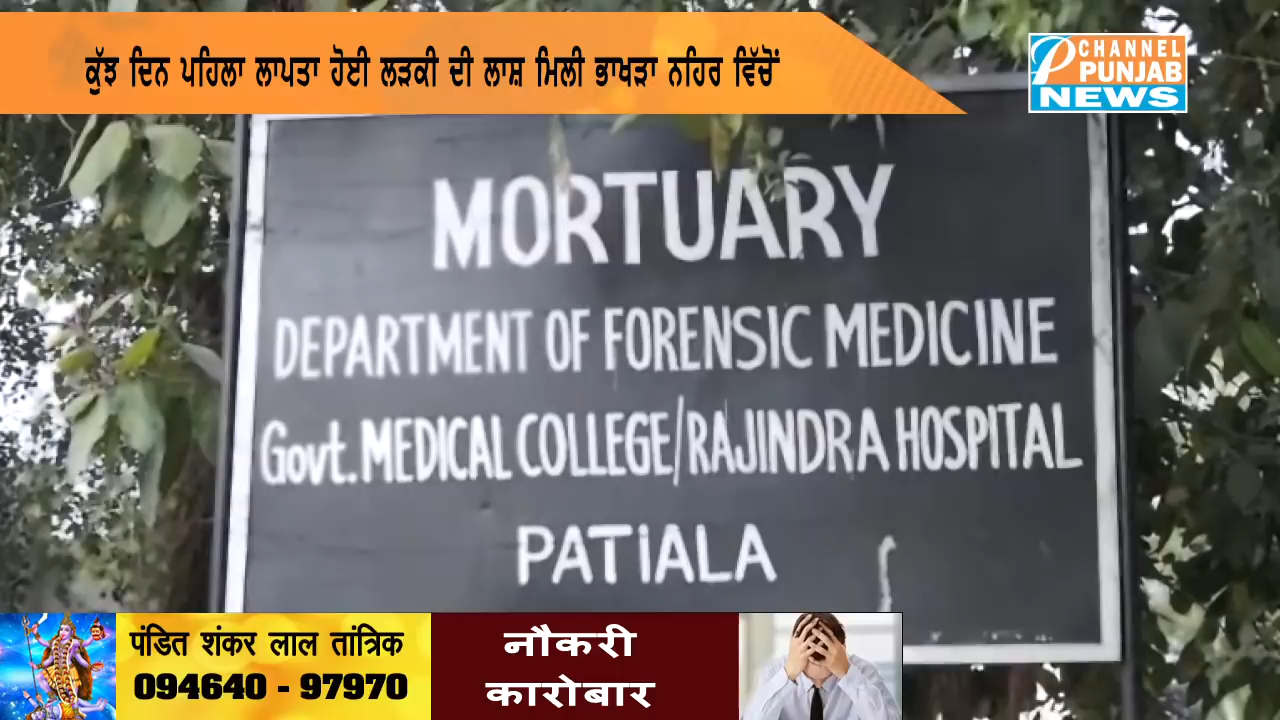 ਕੁੱਝ ਦਿਨ ਪਹਿਲਾ ਲਾਪਤਾ ਹੋਈ ਲੜਕੀ ਦੀ ਲਾਸ਼ ਮਿਲੀ ਭਾਖੜਾ ਨਹਿਰ ਵਿੱਚੋਂ
CHANNEL
PUNJAB
NEWS
MORTUARY
DEPARTMENT OF FORENSIC MEDICINE
Govt. MEDICAL COLLEGE/RAJINDRA HOSPITAL
PATIALA
पंडित शंकर लाल तांत्रिक
094640 - 97970
नौकरी
कारोबार